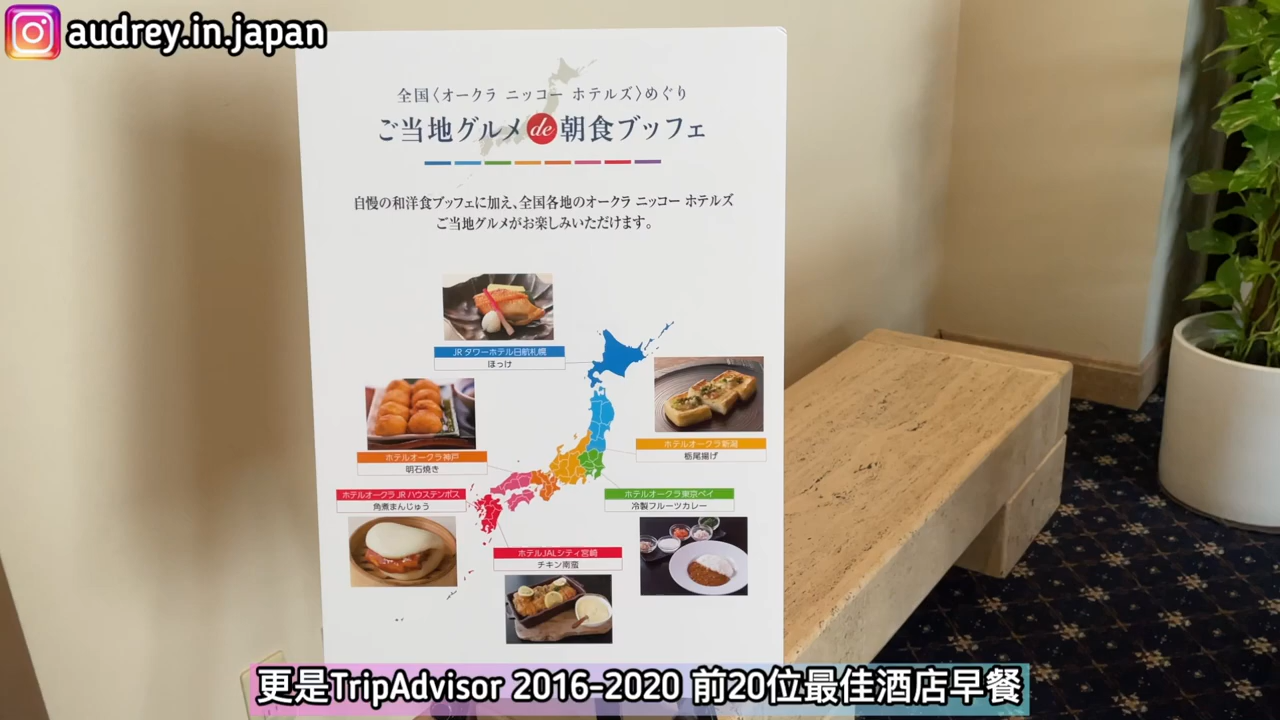 audrey.in.japan
全国〈オークラ ニッコー ホテルズ〉めぐり
ご当地グルメde朝食ブッフェ
自慢の和洋食ブッフェに加え、全国各地のオークラ ニッコー ホテルズ
ご当地グルメがお楽しみいただけます。
JR タワーホテル日航札幌
ほっけ
ホテルオークラ新潟
栃尾揚げ
ホテルオークラ神戸
明石焼き
ホテルオークラ JR ハウステンボス
角煮まんじゅう
ホテルオークラ東京ベイ
冷製フルーツカレー
ホテルJALシティ宮崎
チキン南蛮
更是TripAdvisor 2016-2020 前20位最佳酒店早餐